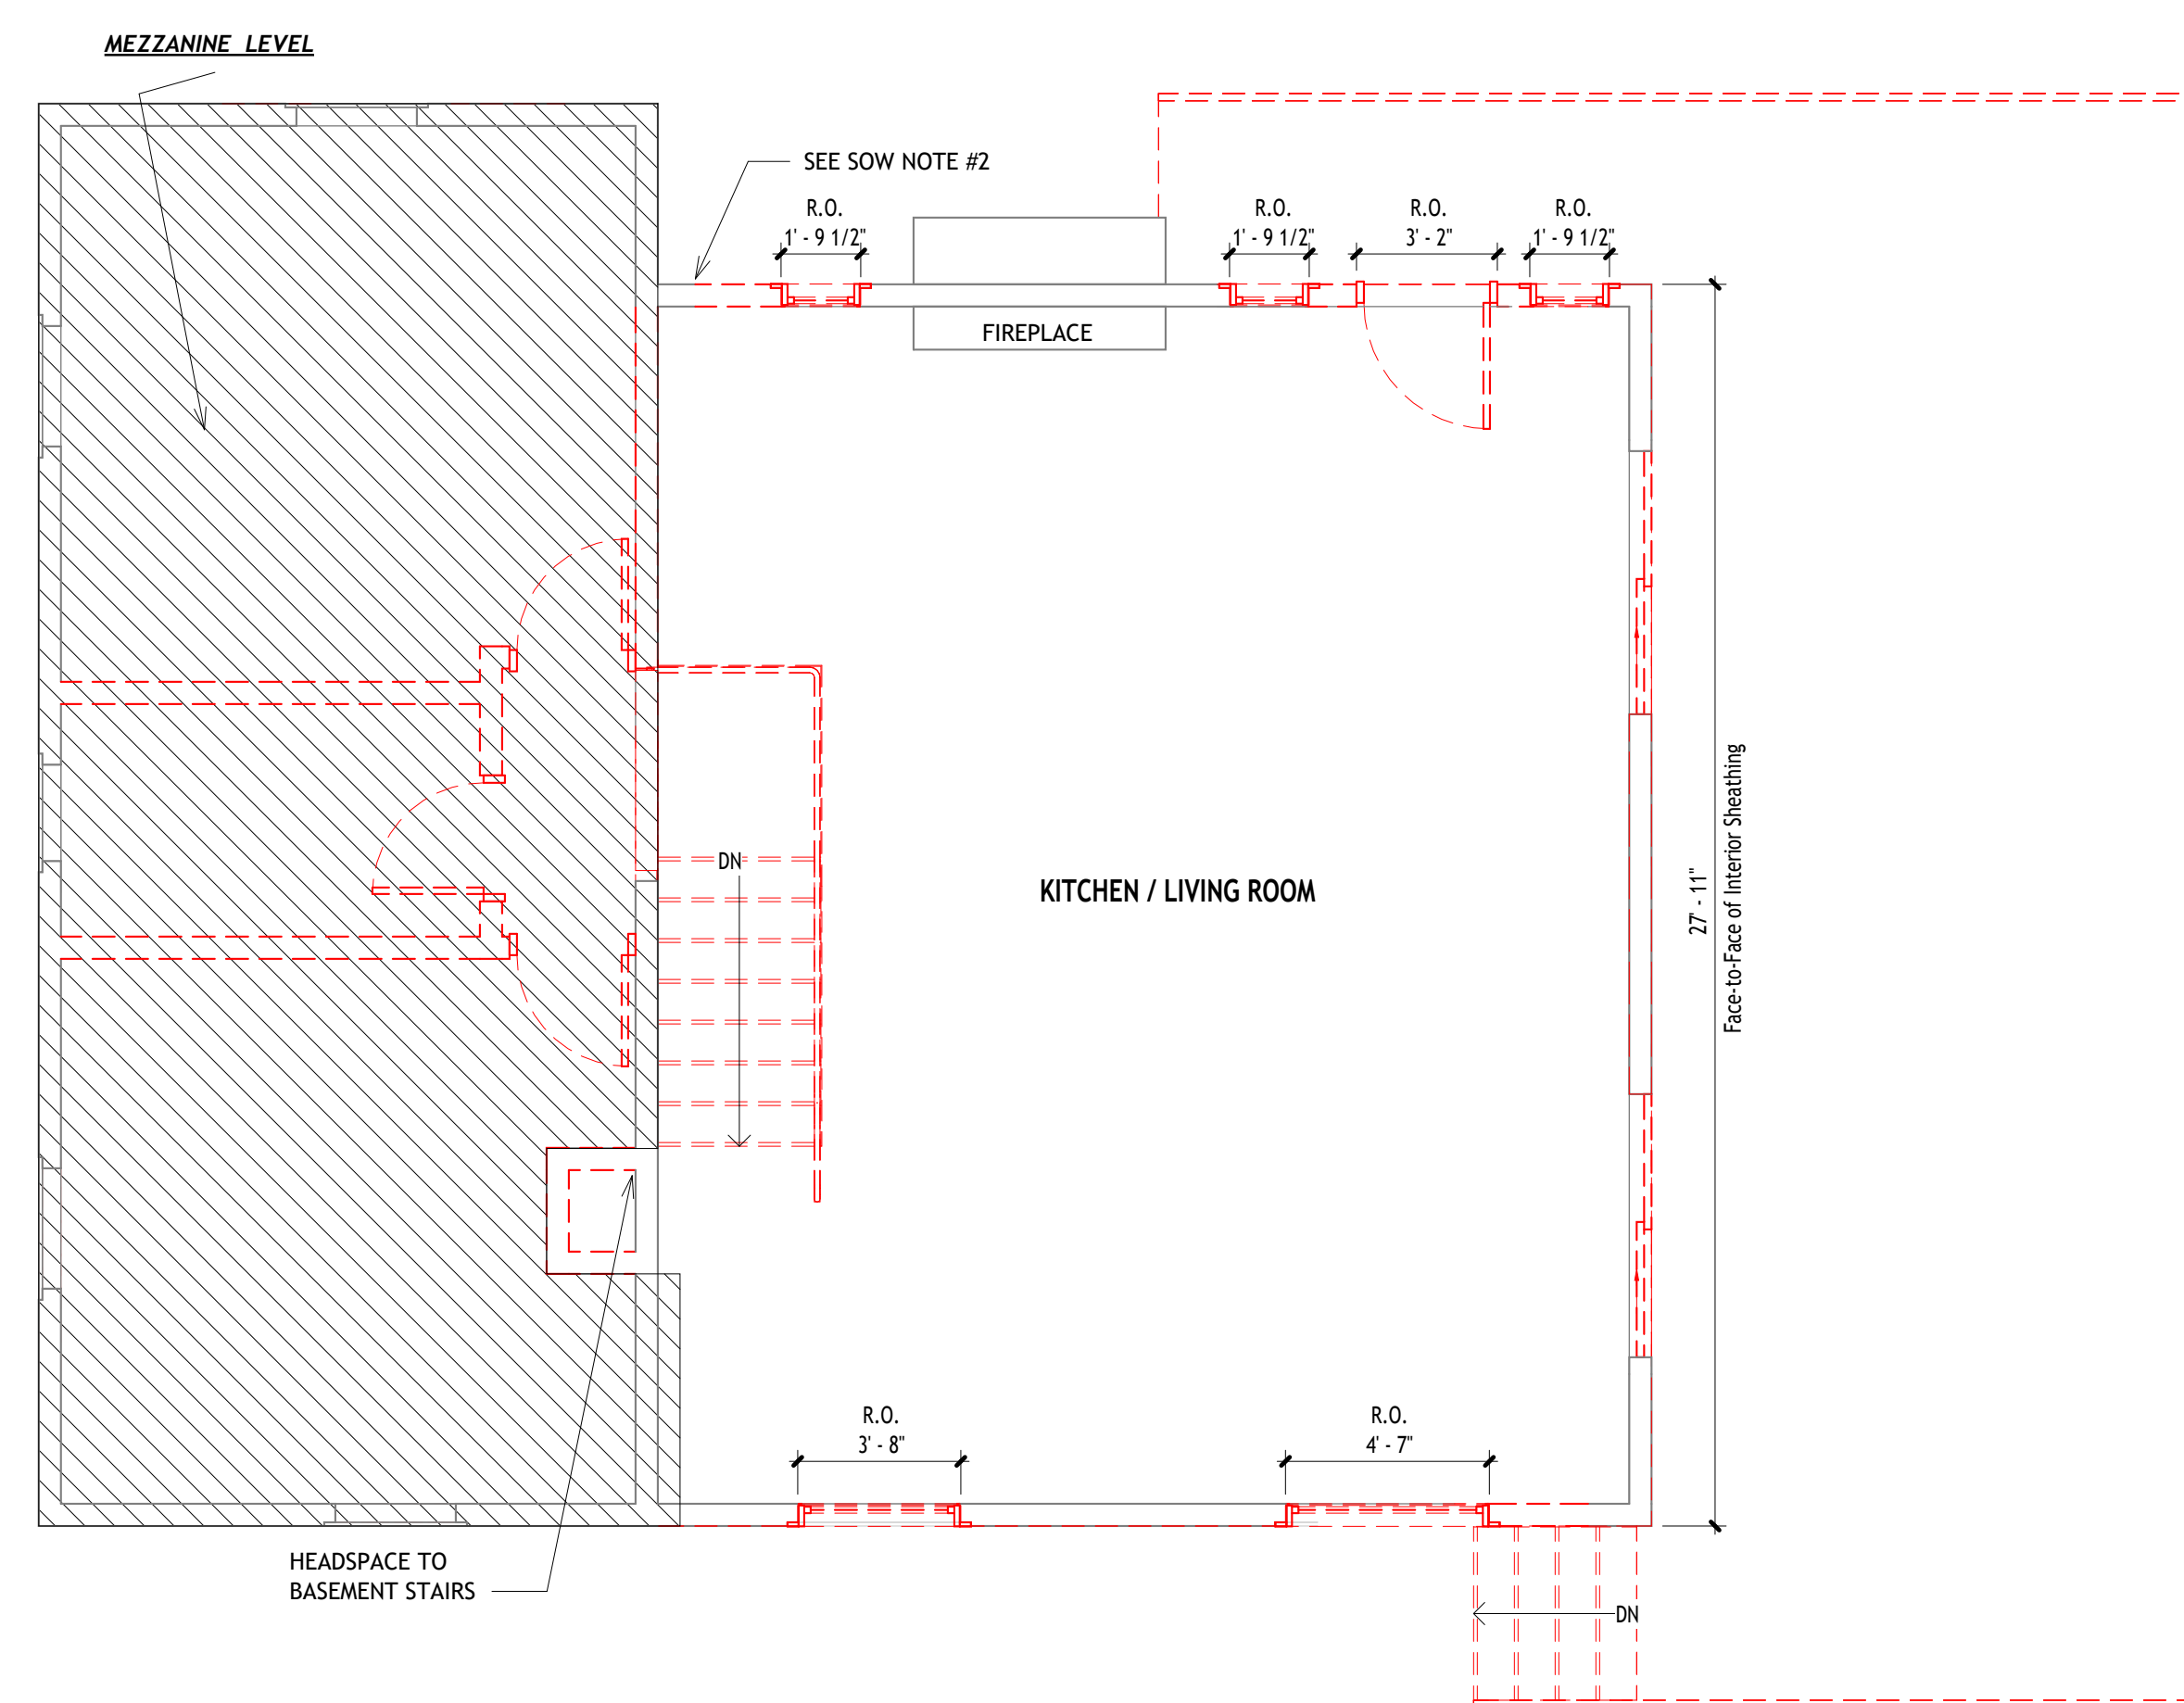 MEZZANINE LEVEL
SEE SOW NOTE #2
R.O.
1' - 9 1/2"
R.O.
1' - 9 1/2"
R.O.
3' - 2"
R.O.
1' - 9 1/2"
FIREPLACE
DN
KITCHEN / LIVING ROOM
27' - 11"
Face-to-Face of Interior Sheathing
R.O.
3' - 8"
R.O.
4' - 7"
HEADSPACE TO
BASEMENT STAIRS
DN